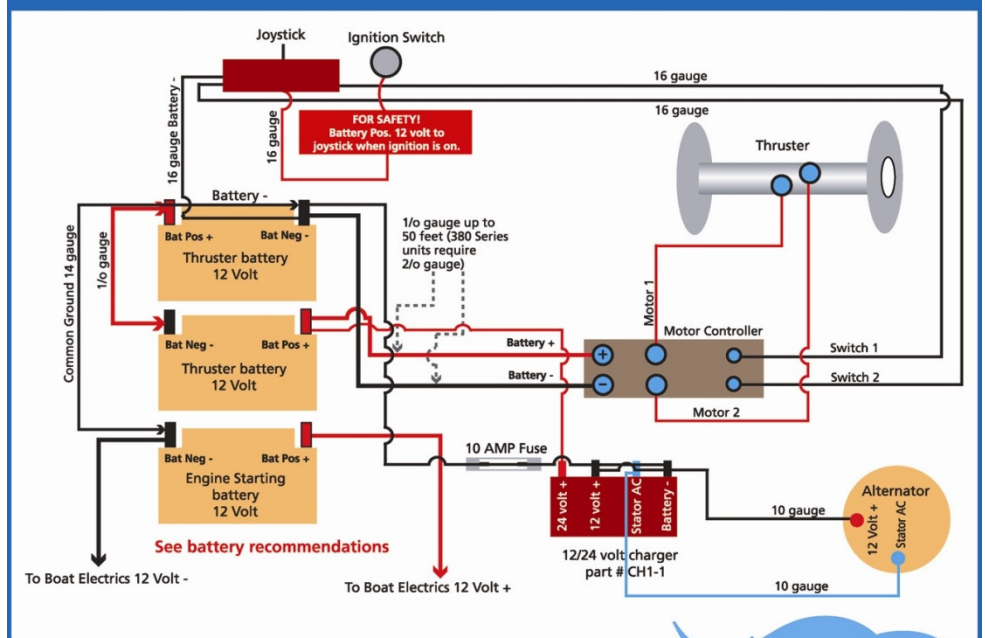 Joystick
Ignition Switch
16 gauge
16 gauge
16 gauge Battery -
16 gauge
FOR SAFETY!
Battery Pos. 12 volt to
joystick when ignition is on.
Thruster
Battery -
Bat Pos +
Bat Neg -
Thruster battery
12 Volt
1/o gauge up to
50 feet (380 Series
units require
2/o gauge)
Common Ground 14 gauge
1/o gauge
Bat Neg -
Bat Pos +
Thruster battery
12 Volt
Motor 1
Motor Controller
Battery +
+
Switch 1
Battery -
−
Switch 2
Motor 2
Bat Neg -
Bat Pos +
Engine Starting
battery
12 Volt
10 AMP Fuse
24 volt +
12 volt +
Stator AC
Battery -
10 gauge
Alternator
12 Volt +
Stator AC
See battery recommendations
12/24 volt charger
part # CH1-1
10 gauge
To Boat Electrics 12 Volt -
To Boat Electrics 12 Volt +